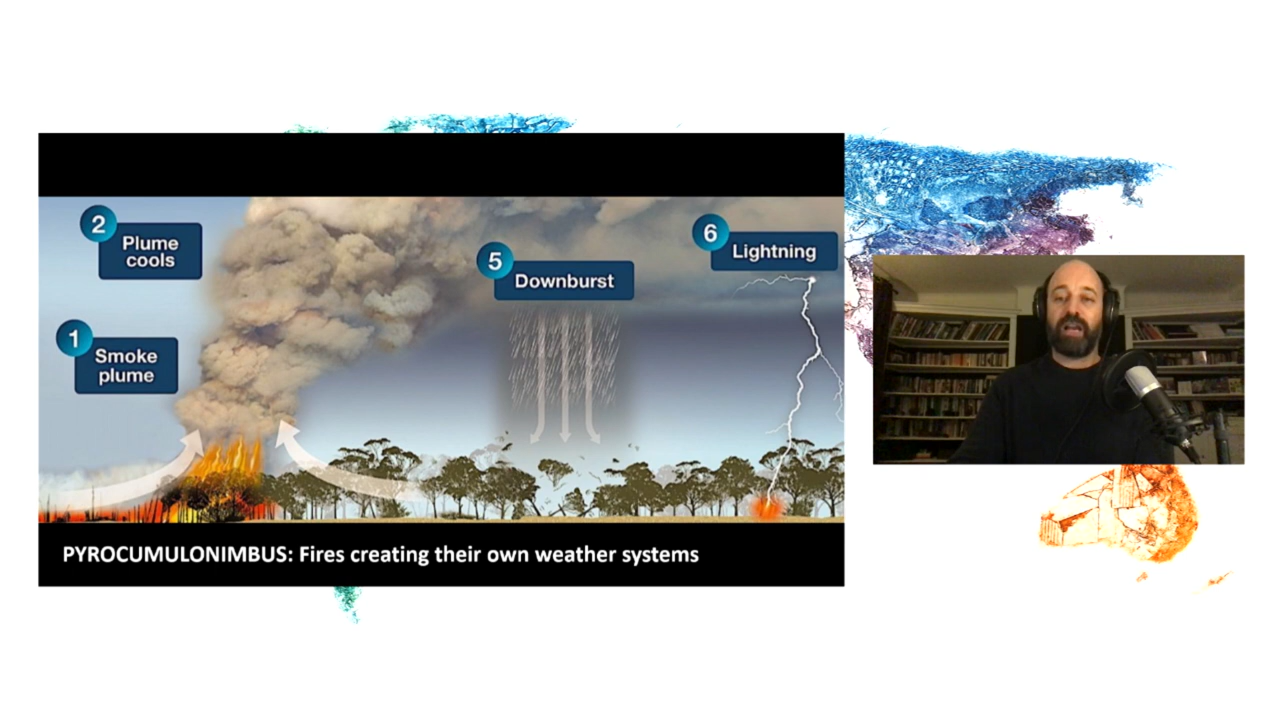 2
Plume
cools
1
Smoke
plume
5
Downburst
6
Lightning
PYROCUMULONIMBUS: Fires creating their own weather systems